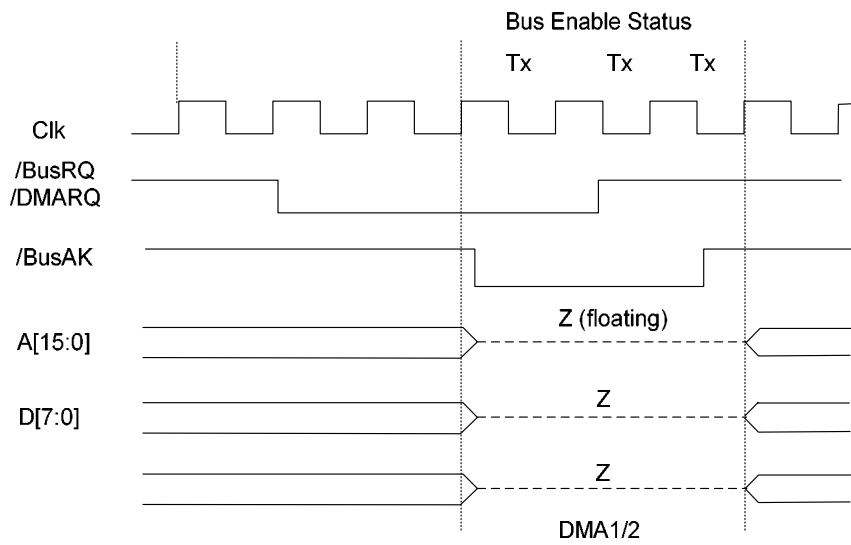 Bus Enable Status
Tx Tx Tx
Clk
/BusRQ
/DMARQ
/BusAK
Z (floating)
A[15:0]
Z
D[7:0]
Z
DMA1/2